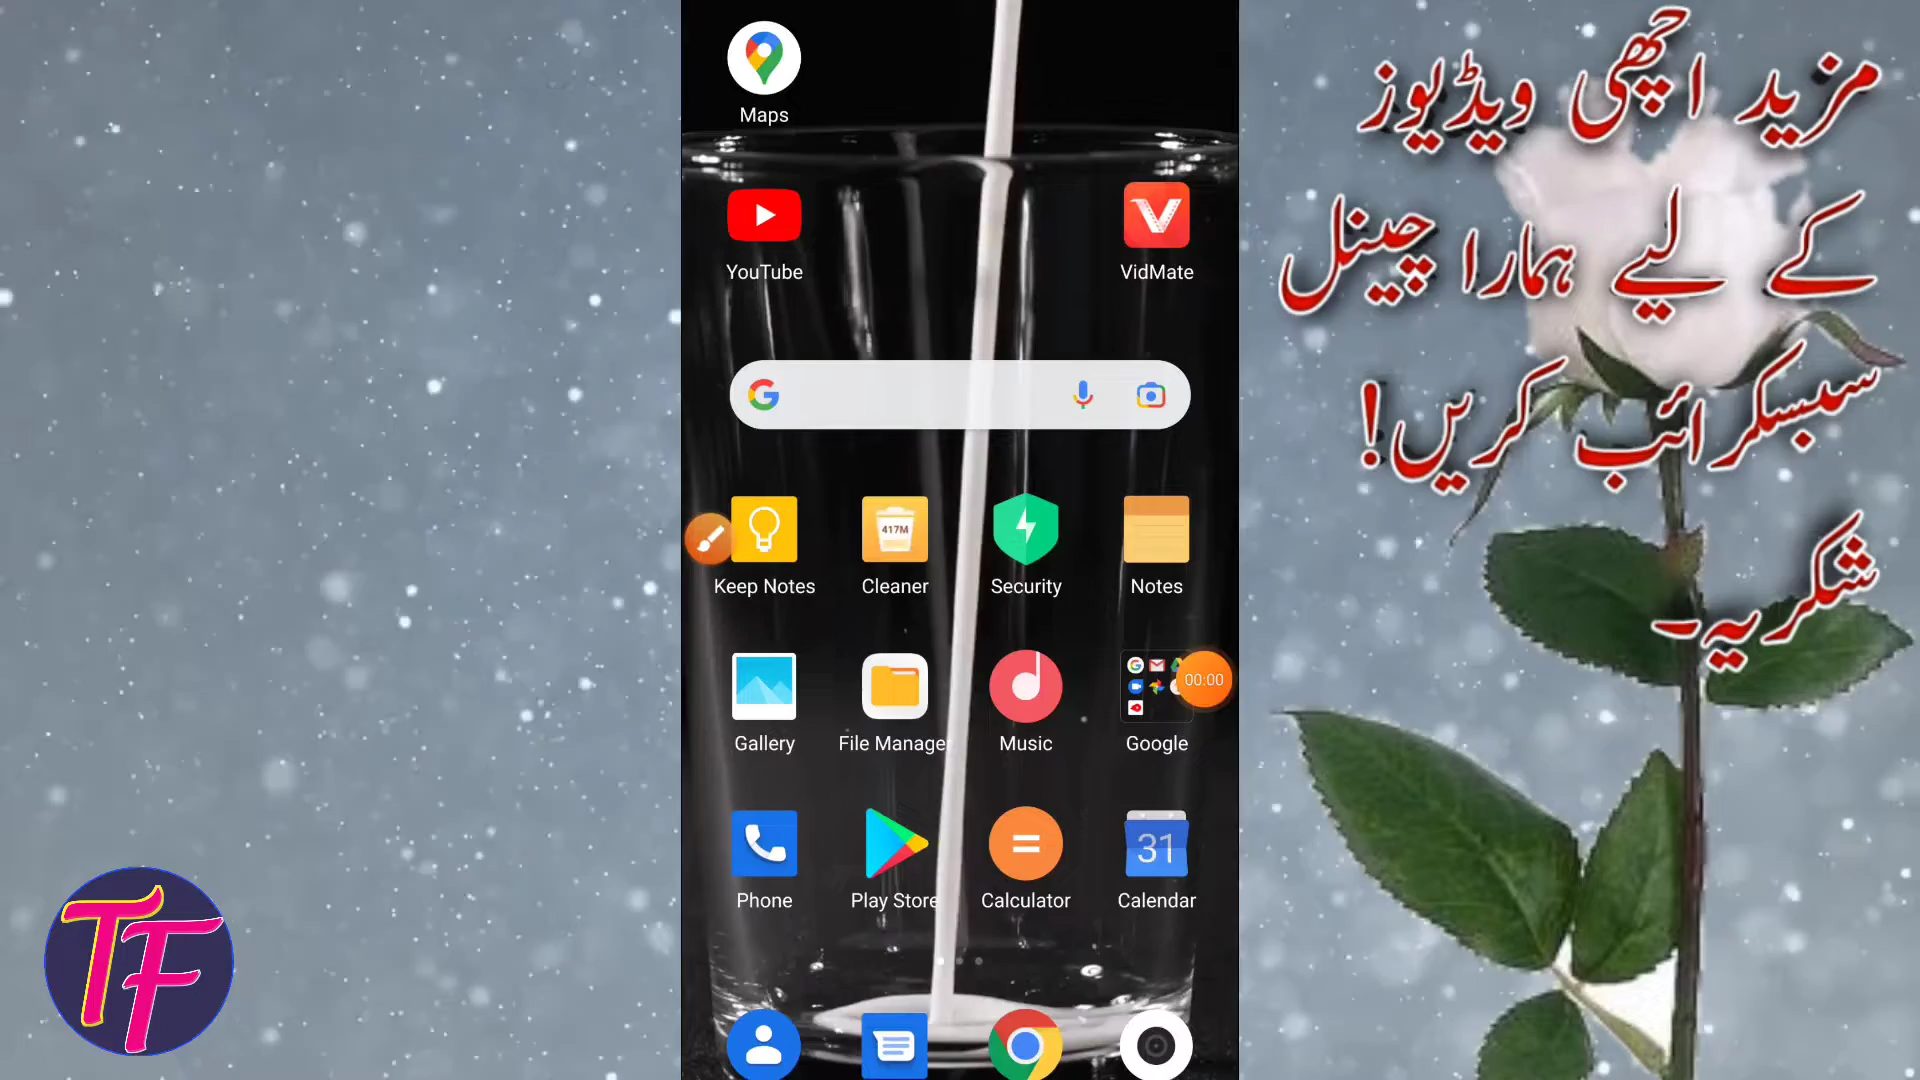 Maps
YouTube
VidMate
Keep Notes
417M
Cleaner
Security
Notes
Gallery
File Manager
Music
Google
00:00
Phone
Play Store
Calculator
31
Calendar
مزید اچھی ویڈیوز
کے لیے ہمارا چینل
سبسکرائب کریں!
شکریہ۔
TF